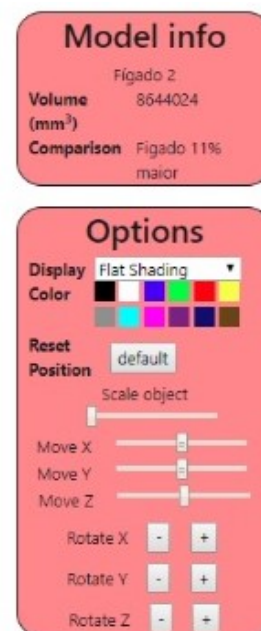 Model info
Fígado 2
Volume 8644024
(mm³)
Comparison Figado 11%
maior
Options
Display Flat Shading
Color
Reset
Position default
Scale object
Move X
Move Y
Move Z
Rotate X - +
Rotate Y - +
Rotate Z - +